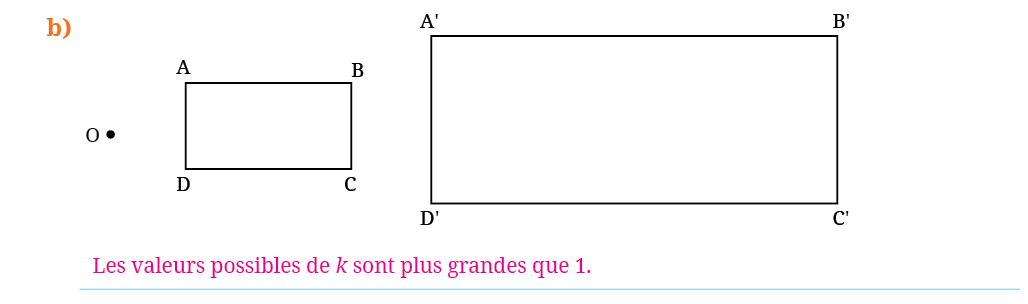 b)
A' B'
A B
O
D C
D' C'
Les valeurs possibles de k sont plus grandes que 1.